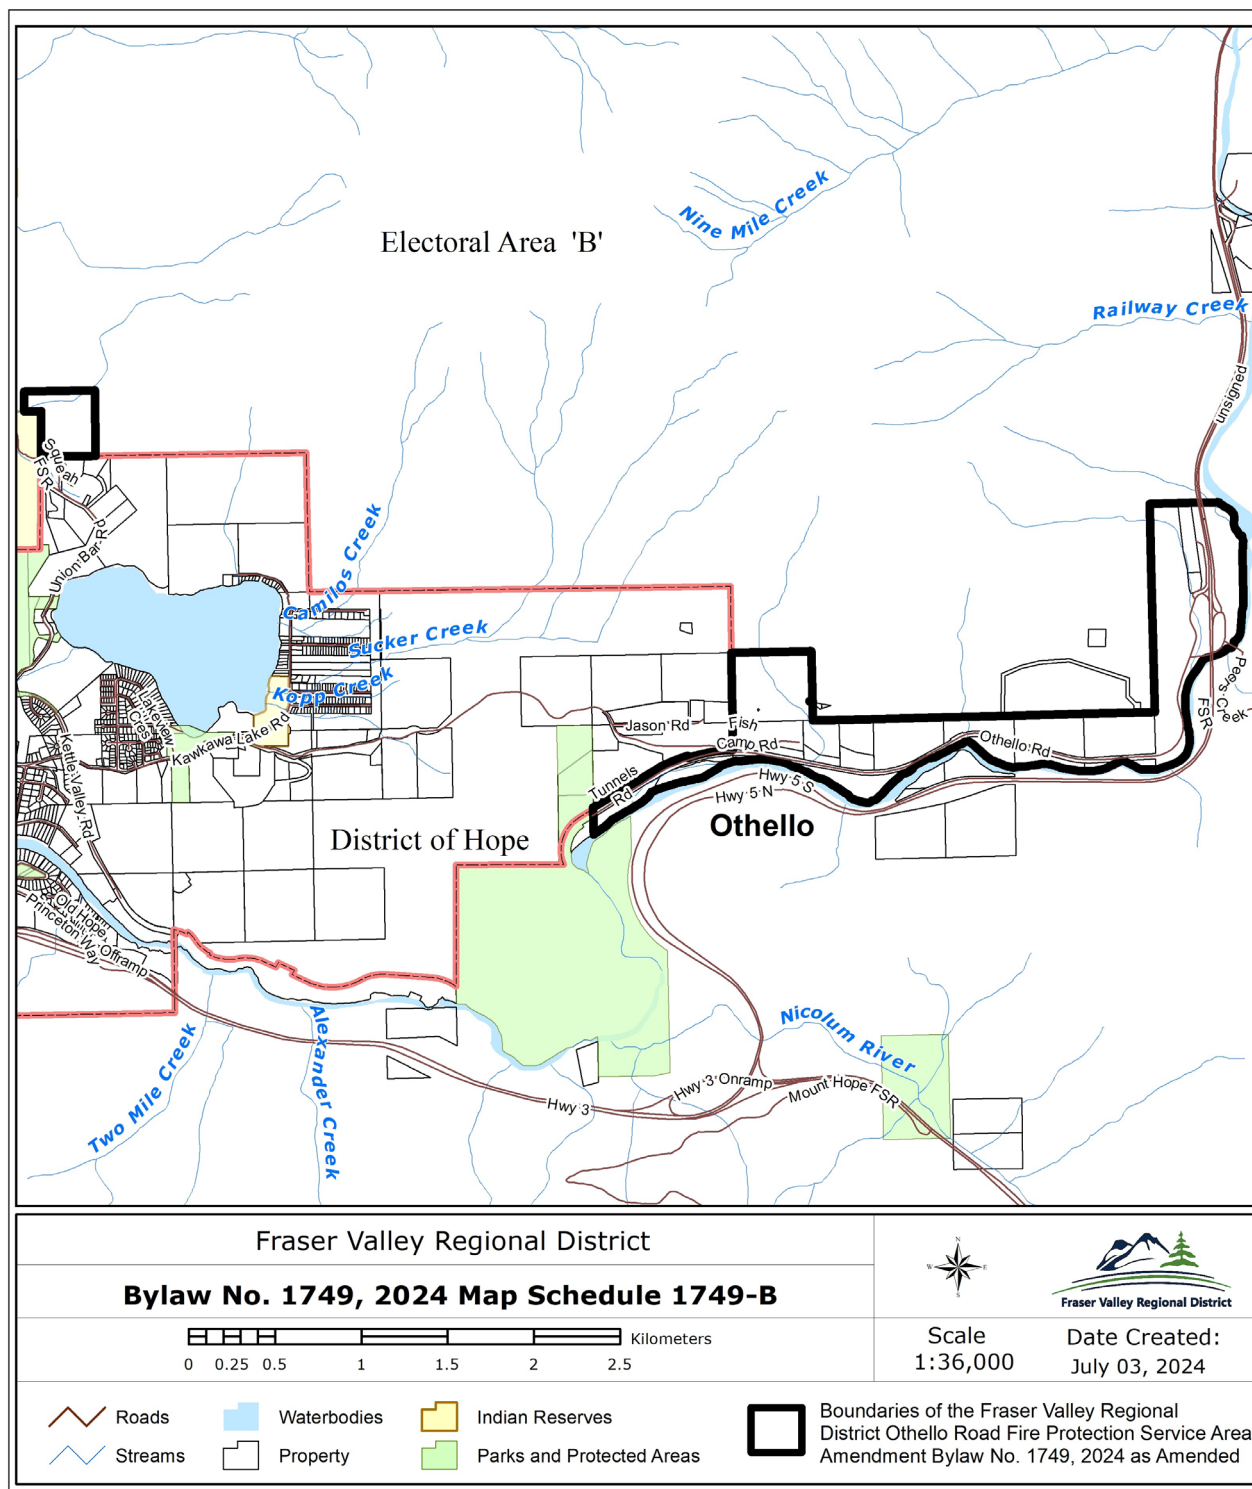 Electoral Area 'B'
Nine Mile Creek
Railway Creek
unsigned
Squeah
FSR
Union Bar Rd
Camilos Creek
Sucker Creek
Kopp Creek
Lakeview
Cres
Kawkawa Lake Rd
Kettle Valley Rd
Jason Rd
Fish
Camp Rd
Tunnels
Rd
Hwy 5 S
Hwy 5 N
Othello Rd
FSR
Peers Creek
Othello
District of Hope
Old Hope
Princeton Way
Offramp
Two Mile Creek
Alexander Creek
Nicolum River
Hwy 3
Hwy 3 Onramp
Mount Hope FSR
Fraser Valley Regional District
Bylaw No. 1749, 2024 Map Schedule 1749-B
Kilometers
0 0.25 0.5 1 1.5 2 2.5
N
W E
S
Fraser Valley Regional District
Scale
1:36,000
Date Created:
July 03, 2024
Roads
Waterbodies
Indian Reserves
Streams
Property
Parks and Protected Areas
Boundaries of the Fraser Valley Regional
District Othello Road Fire Protection Service Area
Amendment Bylaw No. 1749, 2024 as Amended